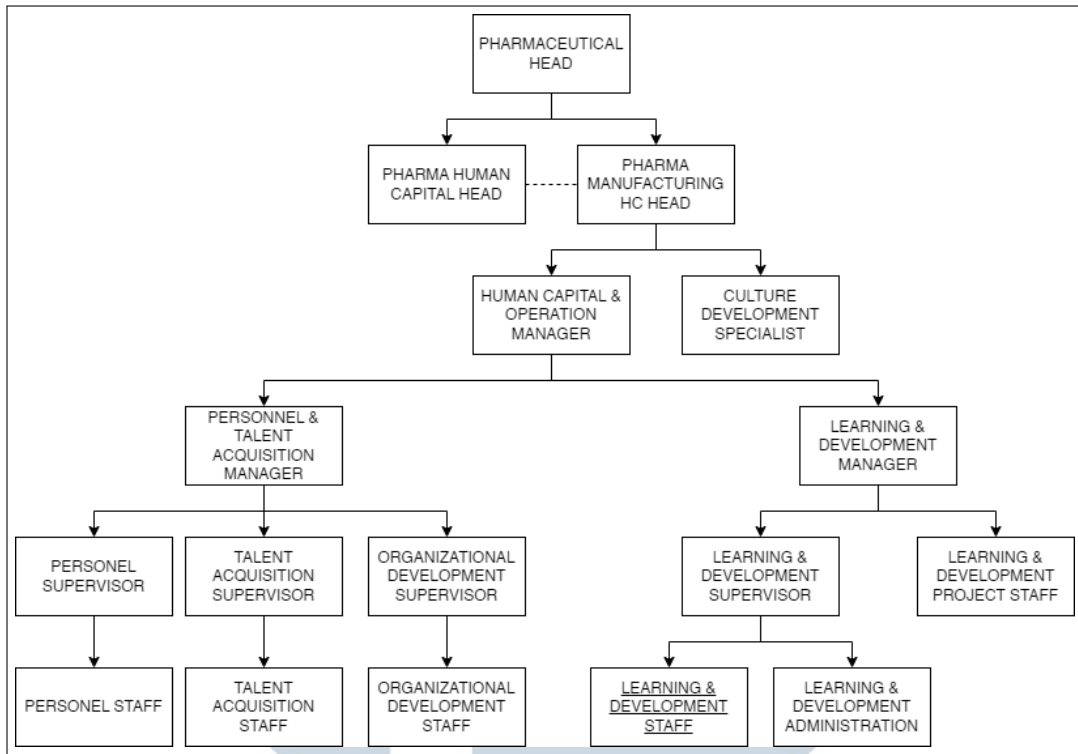 PHARMACEUTICAL
HEAD
PHARMA HUMAN
CAPITAL HEAD
PHARMA
MANUFACTURING
HC HEAD
HUMAN CAPITAL &
OPERATION
MANAGER
CULTURE
DEVELOPMENT
SPECIALIST
PERSONNEL &
TALENT
ACQUISITION
MANAGER
LEARNING &
DEVELOPMENT
MANAGER
PERSONEL
SUPERVISOR
TALENT
ACQUISITION
SUPERVISOR
ORGANIZATIONAL
DEVELOPMENT
SUPERVISOR
LEARNING &
DEVELOPMENT
SUPERVISOR
LEARNING &
DEVELOPMENT
PROJECT STAFF
PERSONEL STAFF
TALENT
ACQUISITION
STAFF
ORGANIZATIONAL
DEVELOPMENT
STAFF
LEARNING &
DEVELOPMENT
STAFF
LEARNING &
DEVELOPMENT
ADMINISTRATION